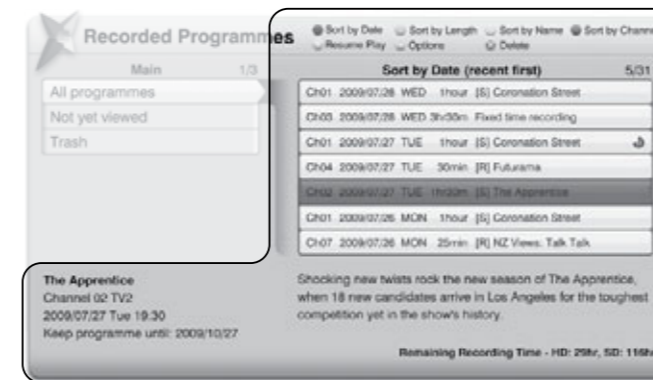 Recorded Programmes
Sort by Date Sort by Length Sort by Name Sort by Channe
Resume Play Options Delete
Main 1/3
All programmes
Not yet viewed
Trash
Sort by Date (recent first) 5/31
Ch01 2009/07/28 WED 1hour [S] Coronation Street
Ch03 2009/07/28 WED 3hr30m Fixed time recording
Ch01 2009/07/27 TUE 1hour [S] Coronation Street
Ch04 2009/07/27 TUE 30min [R] Futurama
Ch02 2009/07/27 TUE 1hr30m [S] The Apprentice
Ch01 2009/07/26 MON 1hour [S] Coronation Street
Ch07 2009/07/26 MON 25min [R] NZ Views: Talk Talk
The Apprentice
Channel 02 TV2
2009/07/27 Tue 19:30
Keep programme until: 2009/10/27
Shocking new twists rock the new season of The Apprentice,
when 18 new candidates arrive in Los Angeles for the toughest
competition yet in the show's history.
Remaining Recording Time - HD: 29hr, SD: 116hr